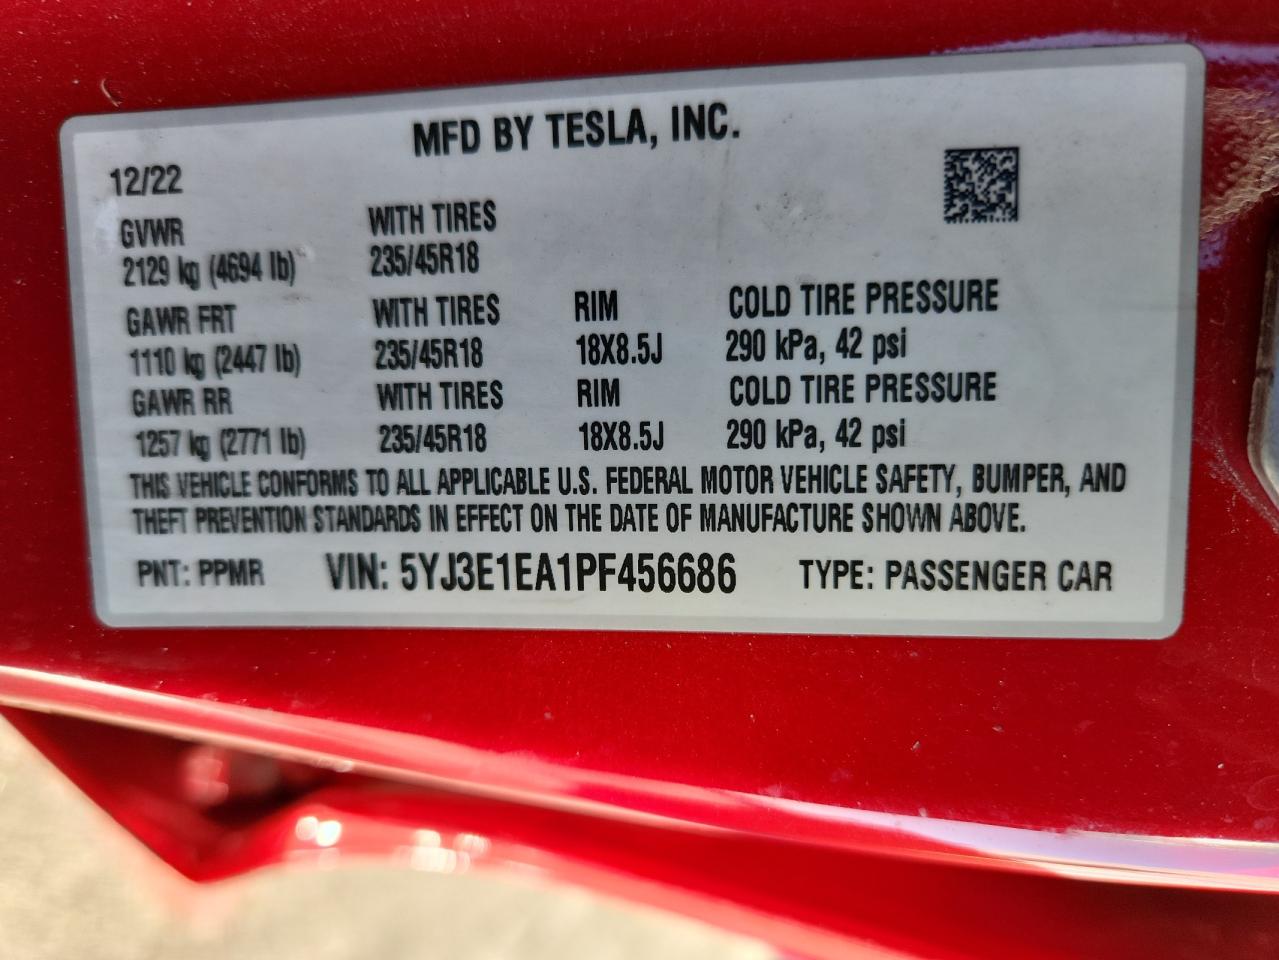 MFD BY TESLA, INC.
12/22
GVWR WITH TIRES
2129 kg (4694 lb) 235/45R18
GAWR FRT WITH TIRES RIM COLD TIRE PRESSURE
1110 kg (2447 lb) 235/45R18 18X8.5J 290 kPa, 42 psi
GAWR RR WITH TIRES RIM COLD TIRE PRESSURE
1257 kg (2771 lb) 235/45R18 18X8.5J 290 kPa, 42 psi
THIS VEHICLE CONFORMS TO ALL APPLICABLE U.S. FEDERAL MOTOR VEHICLE SAFETY, BUMPER, AND
THEFT PREVENTION STANDARDS IN EFFECT ON THE DATE OF MANUFACTURE SHOWN ABOVE.
PNT: PPMR VIN: 5YJ3E1EA1PF456686 TYPE: PASSENGER CAR